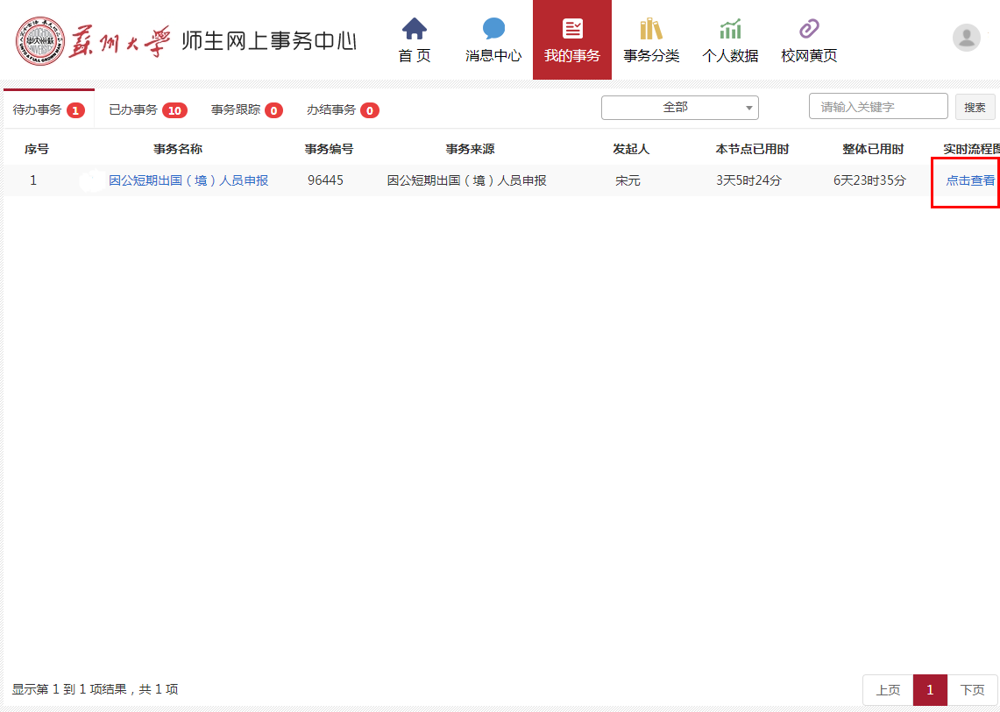 蘇州大學 师生网上事务中心
首 页 消息中心 我的事务 事务分类 个人数据 校网黄页
待办事务 1 已办事务 10 事务跟踪 0 办结事务 0 全部 请输入关键字 搜索
序号 事务名称 事务编号 事务来源 发起人 本节点已用时 整体已用时 实时流程图
1 因公短期出国（境）人员申报 96445 因公短期出国（境）人员申报 宋元 3天5时24分 6天23时35分 点击查看
显示第 1 到 1 项结果，共 1 项 上页 1 下页